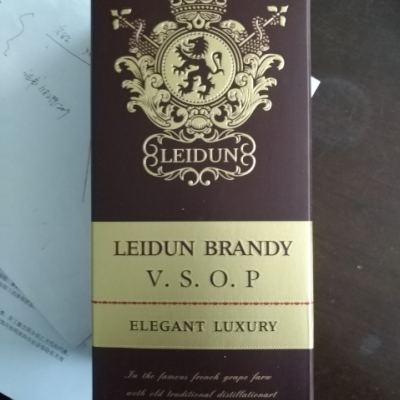 LEIDUN
LEIDUN BRANDY
V. S. O. P
ELEGANT LUXURY
In the famous french grape farm
with old traditional distillationart